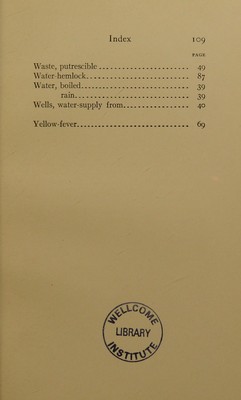 Index 109
PAGE
Waste, putrescible 49
Water-hemlock 87
Water, boiled 39
rain 39
Wells, water-supply from 40
Yellow-fever 69
WELLCOME
LIBRARY
INSTITUTE